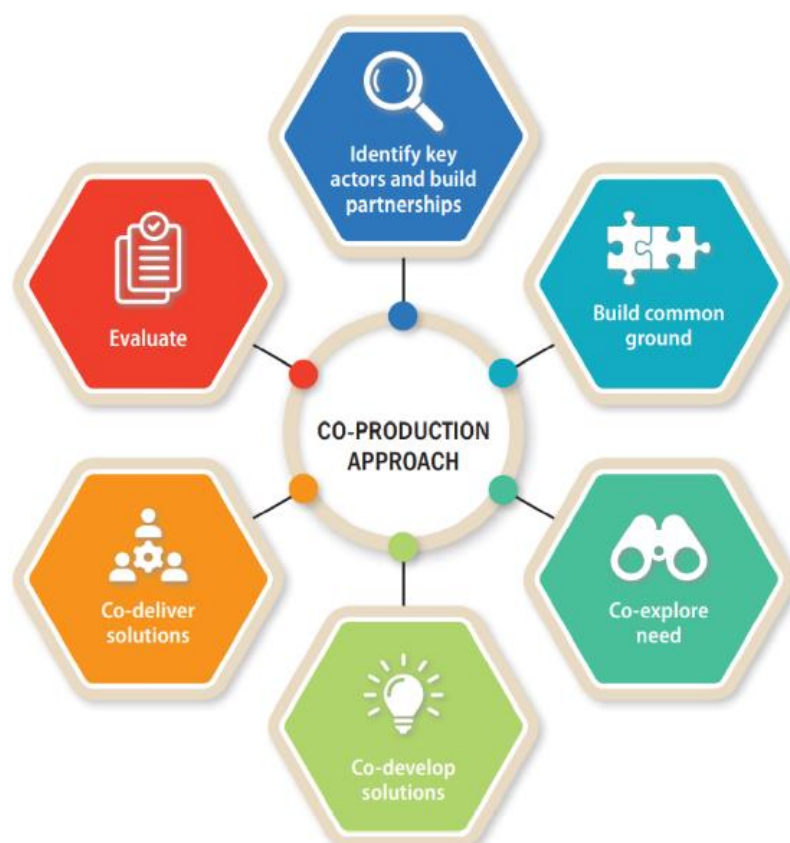 Identify key
actors and build
partnerships
Build common
ground
Co-explore
need
Co-develop
solutions
Co-deliver
solutions
Evaluate
CO-PRODUCTION
APPROACH